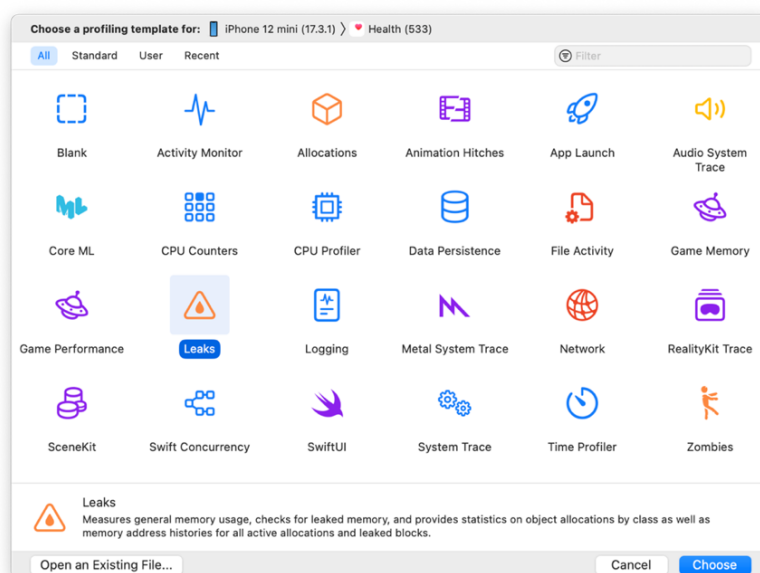 Choose a profiling template for: iPhone 12 mini (17.3.1) 〉 Health (533)
All Standard User Recent Filter
Blank Activity Monitor Allocations Animation Hitches App Launch Audio System
Trace
ML
Core ML CPU Counters CPU Profiler Data Persistence File Activity Game Memory
Game Performance Leaks Logging Metal System Trace Network RealityKit Trace
SceneKit Swift Concurrency SwiftUI System Trace Time Profiler Zombies
Leaks
Measures general memory usage, checks for leaked memory, and provides statistics on object allocations by class as well as
memory address histories for all active allocations and leaked blocks.
Open an Existing File... Cancel Choose